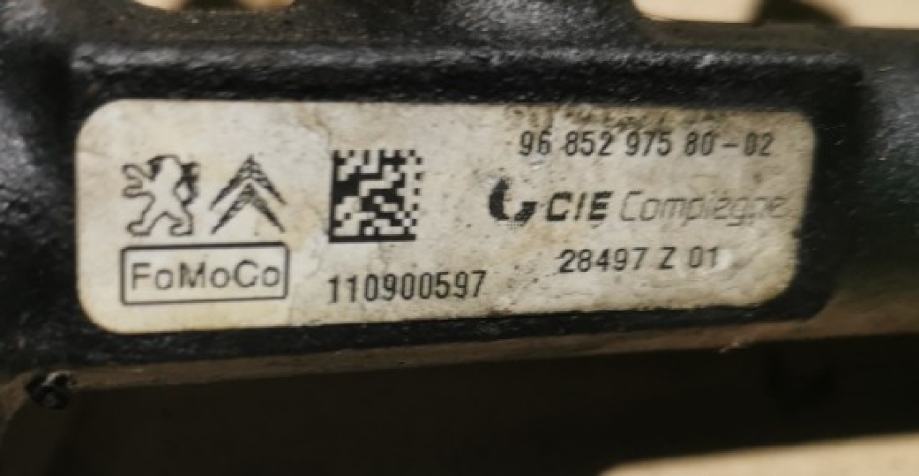 96 852 975 80-02
CIE Compiègne
28497 Z 01
FoMoCo
110900597